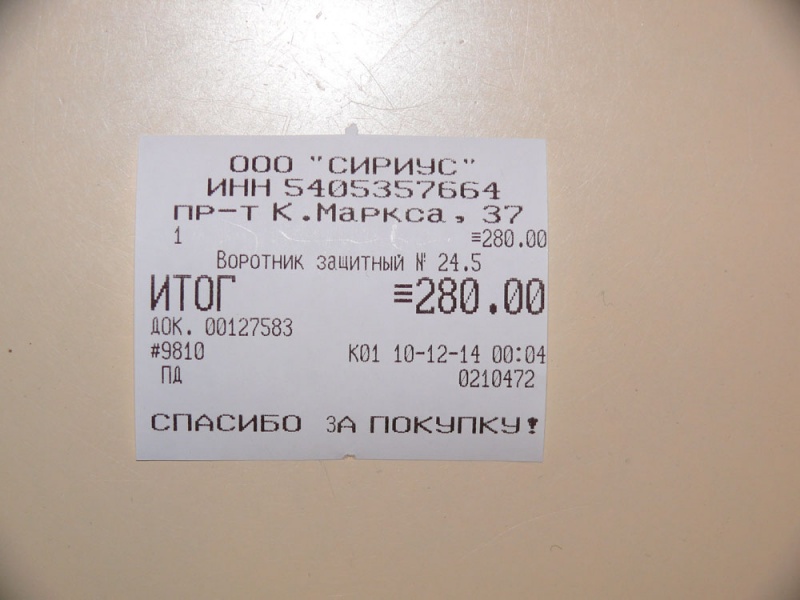 ООО "СИРИУС"
ИНН 5405357664
пр-т К.Маркса, 37
1 ≡280.00
Воротник защитный № 24.5
ИТОГ ≡280.00
ДОК. 00127583
#9810 К01 10-12-14 00:04
ПД 0210472
СПАСИБО ЗА ПОКУПКУ!